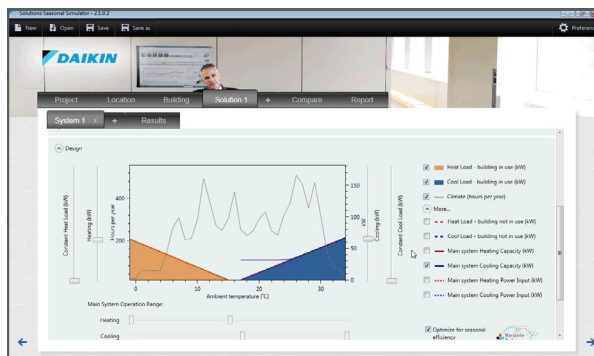 Solutions Seasonal Simulator - 2.1.0.2
New Open Save Save as Preferenc
DAIKIN
Project Location Building Solution 1 + Compare Report
System 1 x + Results
Design
Constant Heat Load (kW)
Heating (kW)
Hours per year
400
200
0
150
100
50
0
kW
Cooling (kW)
Constant Cool Load (kW)
0 10 20 30
Ambient temperature (°C)
Heat Load - building in use (kW)
Cool Load - building in use (kW)
Climate (hours per year)
More...
Heat Load - building not in use (kW)
Cool Load - building not in use (kW)
Main system Heating Capacity (kW)
Main system Cooling Capacity (kW)
Main system Heating Power Input (kW)
Main system Cooling Power Input (kW)
Main System Operation Range:
Heating
Cooling
Optimize for seasonal
efficiency
Variable